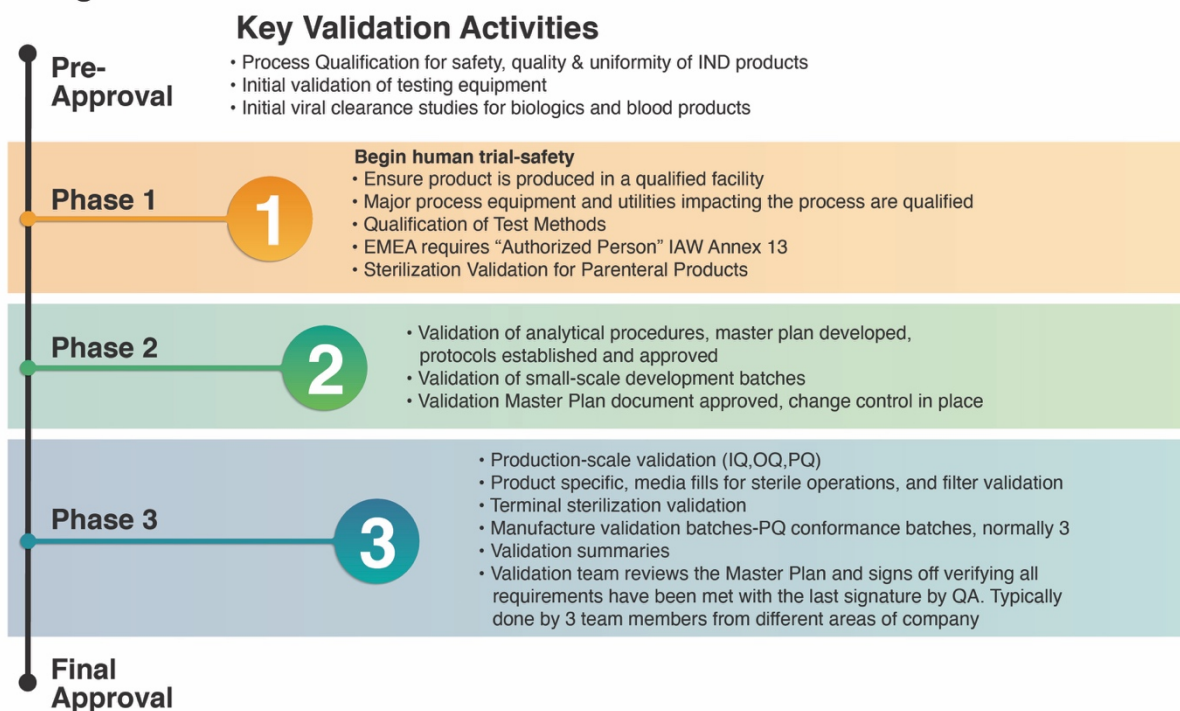 Key Validation Activities
Pre-
Approval
• Process Qualification for safety, quality & uniformity of IND products
• Initial validation of testing equipment
• Initial viral clearance studies for biologics and blood products
Phase 1
1
Begin human trial-safety
• Ensure product is produced in a qualified facility
• Major process equipment and utilities impacting the process are qualified
• Qualification of Test Methods
• EMEA requires “Authorized Person” IAW Annex 13
• Sterilization Validation for Parenteral Products
Phase 2
2
• Validation of analytical procedures, master plan developed,
protocols established and approved
• Validation of small-scale development batches
• Validation Master Plan document approved, change control in place
Phase 3
3
• Production-scale validation (IQ,OQ,PQ)
• Product specific, media fills for sterile operations, and filter validation
• Terminal sterilization validation
• Manufacture validation batches-PQ conformance batches, normally 3
• Validation summaries
• Validation team reviews the Master Plan and signs off verifying all
requirements have been met with the last signature by QA. Typically
done by 3 team members from different areas of company
Final
Approval